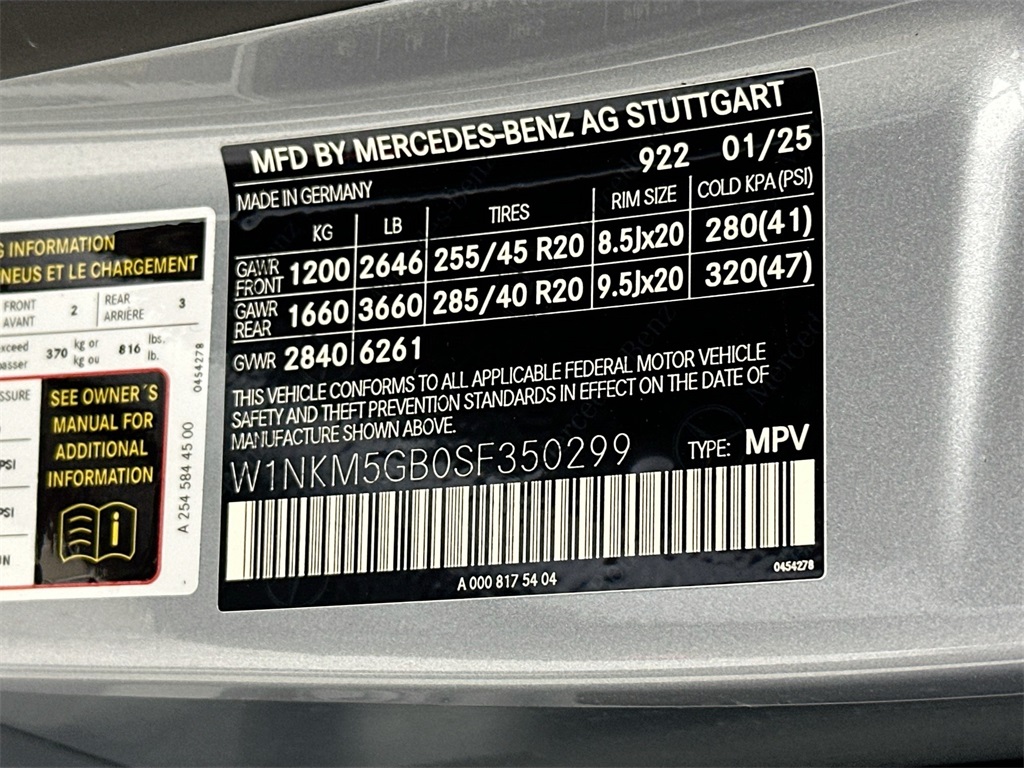 MFD BY MERCEDES-BENZ AG STUTTGART
922 01/25
MADE IN GERMANY
KG LB TIRES RIM SIZE COLD KPA (PSI)
GAWR FRONT 1200 2646 255/45 R20 8.5Jx20 280(41)
GAWR REAR 1660 3660 285/40 R20 9.5Jx20 320(47)
GVWR 2840 6261
THIS VEHICLE CONFORMS TO ALL APPLICABLE FEDERAL MOTOR VEHICLE
SAFETY AND THEFT PREVENTION STANDARDS IN EFFECT ON THE DATE OF
MANUFACTURE SHOWN ABOVE.
W1NKM5GB0SF350299 TYPE: MPV
A 000 817 54 04
0454278
INFORMATION
ET LE CHARGEMENT
FRONT 2 REAR 3
AVANT ARRIÈRE
370 kg or 816 lbs.
kg ou lb.
0454278
SEE OWNER´S
MANUAL FOR
ADDITIONAL
INFORMATION
A 254 584 45 00